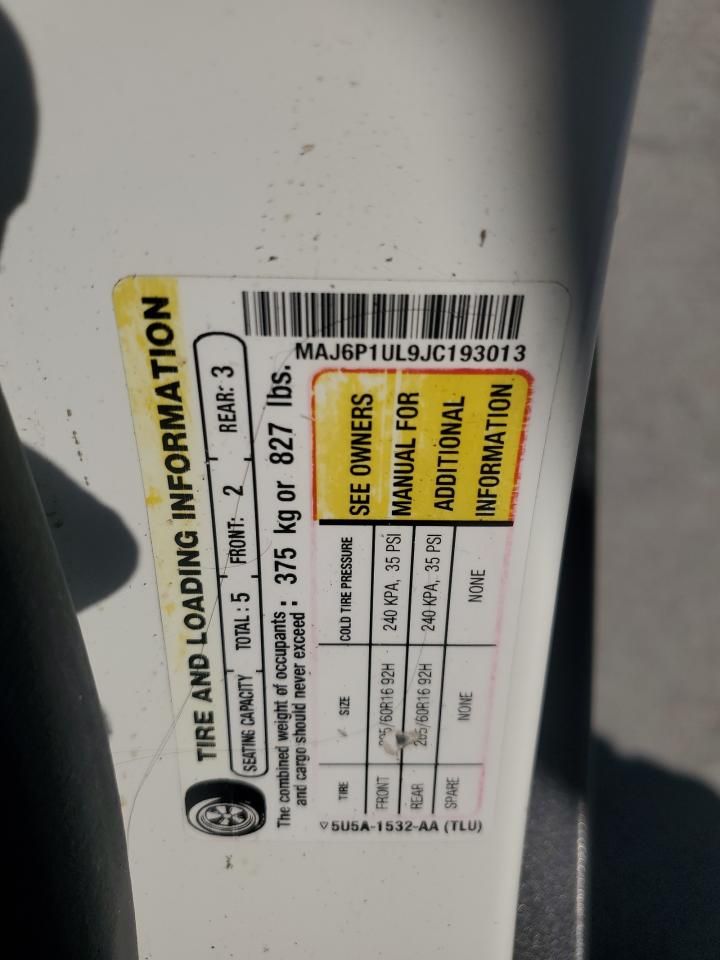 TIRE AND LOADING INFORMATION
SEATING CAPACITY TOTAL : 5 FRONT: 2 REAR: 3
The combined weight of occupants : 375 kg or 827 lbs.
and cargo should never exceed :
MAJ6P1UL9JC193013
TIRE SIZE COLD TIRE PRESSURE
FRONT 205/60R16 92H 240 KPA, 35 PSI
REAR 205/60R16 92H 240 KPA, 35 PSI
SPARE NONE NONE
SEE OWNERS
MANUAL FOR
ADDITIONAL
INFORMATION
5U5A-1532-AA (TLU)